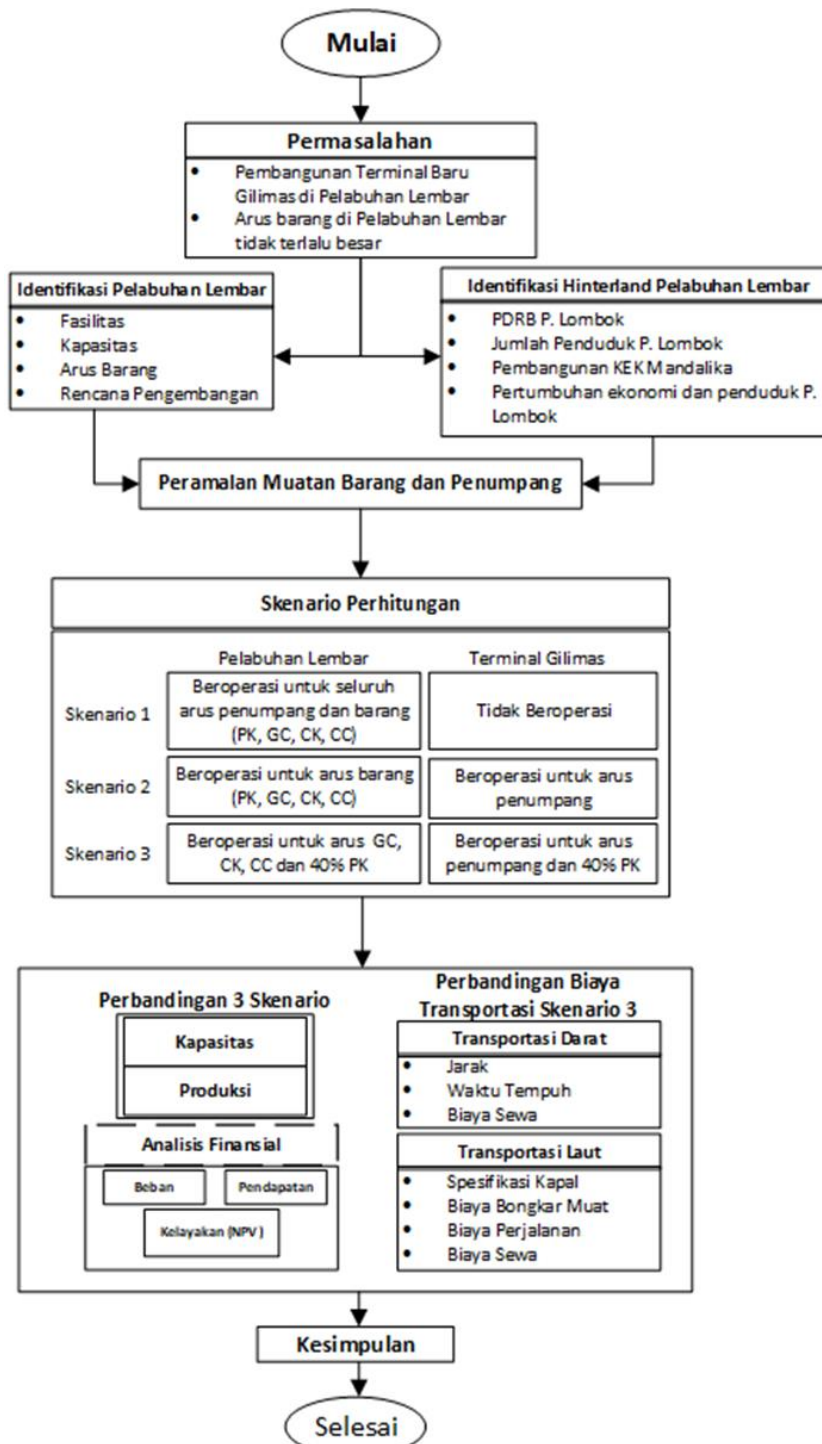 Mulai
Permasalahan
• Pembangunan Terminal Baru
Gilimas di Pelabuhan Lembar
• Arus barang di Pelabuhan Lembar
tidak terlalu besar
Identifikasi Pelabuhan Lembar
• Fasilitas
• Kapasitas
• Arus Barang
• Rencana Pengembangan
Identifikasi Hinterland Pelabuhan Lembar
• PDRB P. Lombok
• Jumlah Penduduk P. Lombok
• Pembangunan KEK Mandalika
• Pertumbuhan ekonomi dan penduduk P.
Lombok
Peramalan Muatan Barang dan Penumpang
Skenario Perhitungan
Pelabuhan Lembar
Terminal Gilimas
Skenario 1
Beroperasi untuk seluruh
arus penumpang dan barang
(PK, GC, CK, CC)
Tidak Beroperasi
Skenario 2
Beroperasi untuk arus barang
(PK, GC, CK, CC)
Beroperasi untuk arus
penumpang
Skenario 3
Beroperasi untuk arus GC,
CK, CC dan 40% PK
Beroperasi untuk arus
penumpang dan 40% PK
Perbandingan 3 Skenario
Kapasitas
Produksi
Analisis Finansial
Beban
Pendapatan
Kelayakan (NPV)
Perbandingan Biaya
Transportasi Skenario 3
Transportasi Darat
• Jarak
• Waktu Tempuh
• Biaya Sewa
Transportasi Laut
• Spesifikasi Kapal
• Biaya Bongkar Muat
• Biaya Perjalanan
• Biaya Sewa
Kesimpulan
Selesai